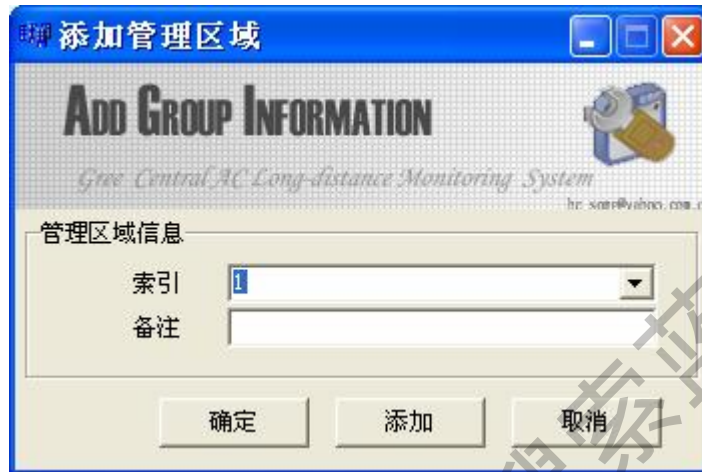 添加管理区域
ADD GROUP INFORMATION
Gree Central AC Long-distance Monitoring System
管理区域信息
索引 1
备注
确定 添加 取消